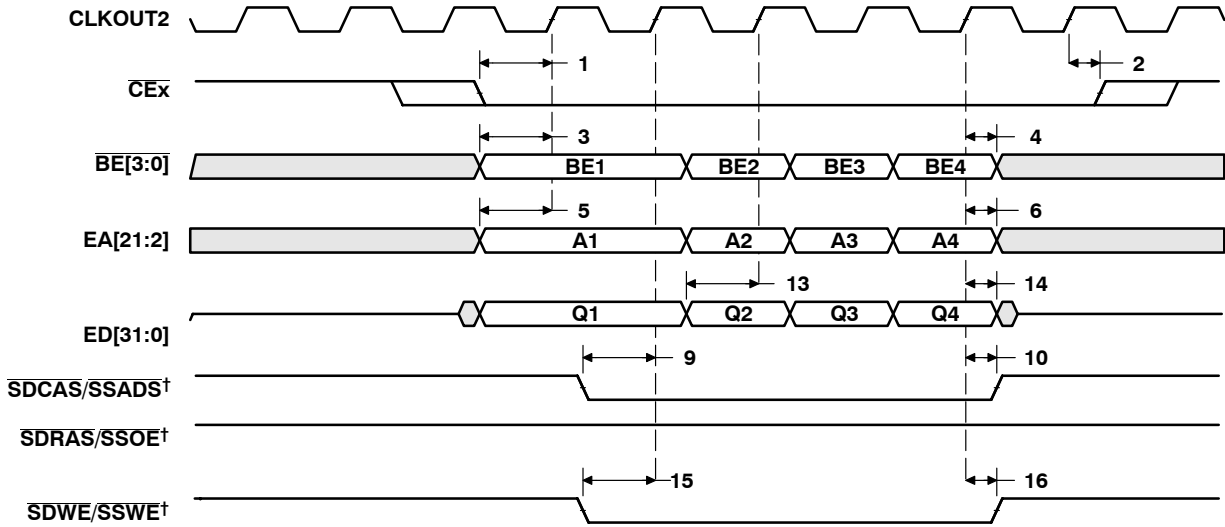 CLKOUT2
1 2
CEx
3 4
BE[3:0] BE1 BE2 BE3 BE4
5 6
EA[21:2] A1 A2 A3 A4
13 14
ED[31:0] Q1 Q2 Q3 Q4
9 10
SDCAS/SSADS†
SDRAS/SSOE†
15 16
SDWE/SSWE†